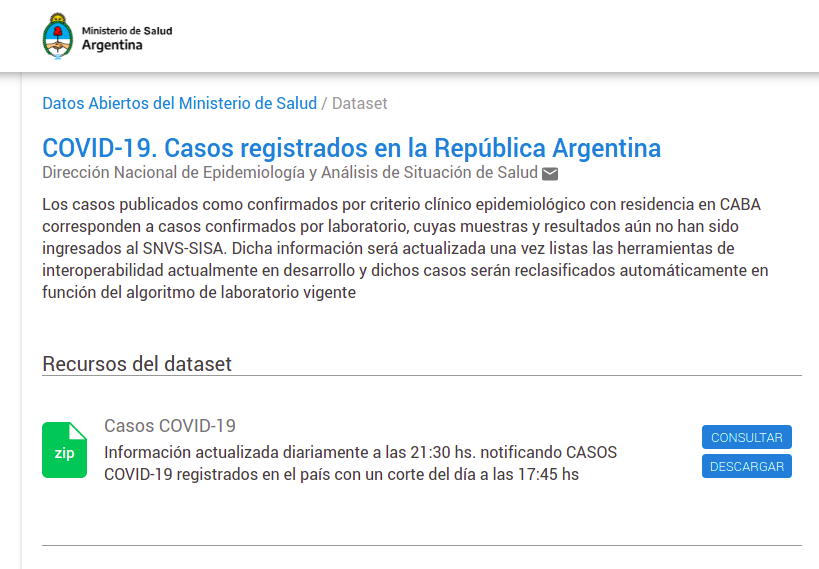 Ministerio de Salud
Argentina
Datos Abiertos del Ministerio de Salud / Dataset
COVID-19. Casos registrados en la República Argentina
Dirección Nacional de Epidemiología y Análisis de Situación de Salud
Los casos publicados como confirmados por criterio clínico epidemiológico con residencia en CABA
corresponden a casos confirmados por laboratorio, cuyas muestras y resultados aún no han sido
ingresados al SNVS-SISA. Dicha información será actualizada una vez listas las herramientas de
interoperabilidad actualmente en desarrollo y dichos casos serán reclasificados automáticamente en
función del algoritmo de laboratorio vigente
Recursos del dataset
zip
Casos COVID-19
Información actualizada diariamente a las 21:30 hs. notificando CASOS
COVID-19 registrados en el país con un corte del día a las 17:45 hs
CONSULTAR
DESCARGAR